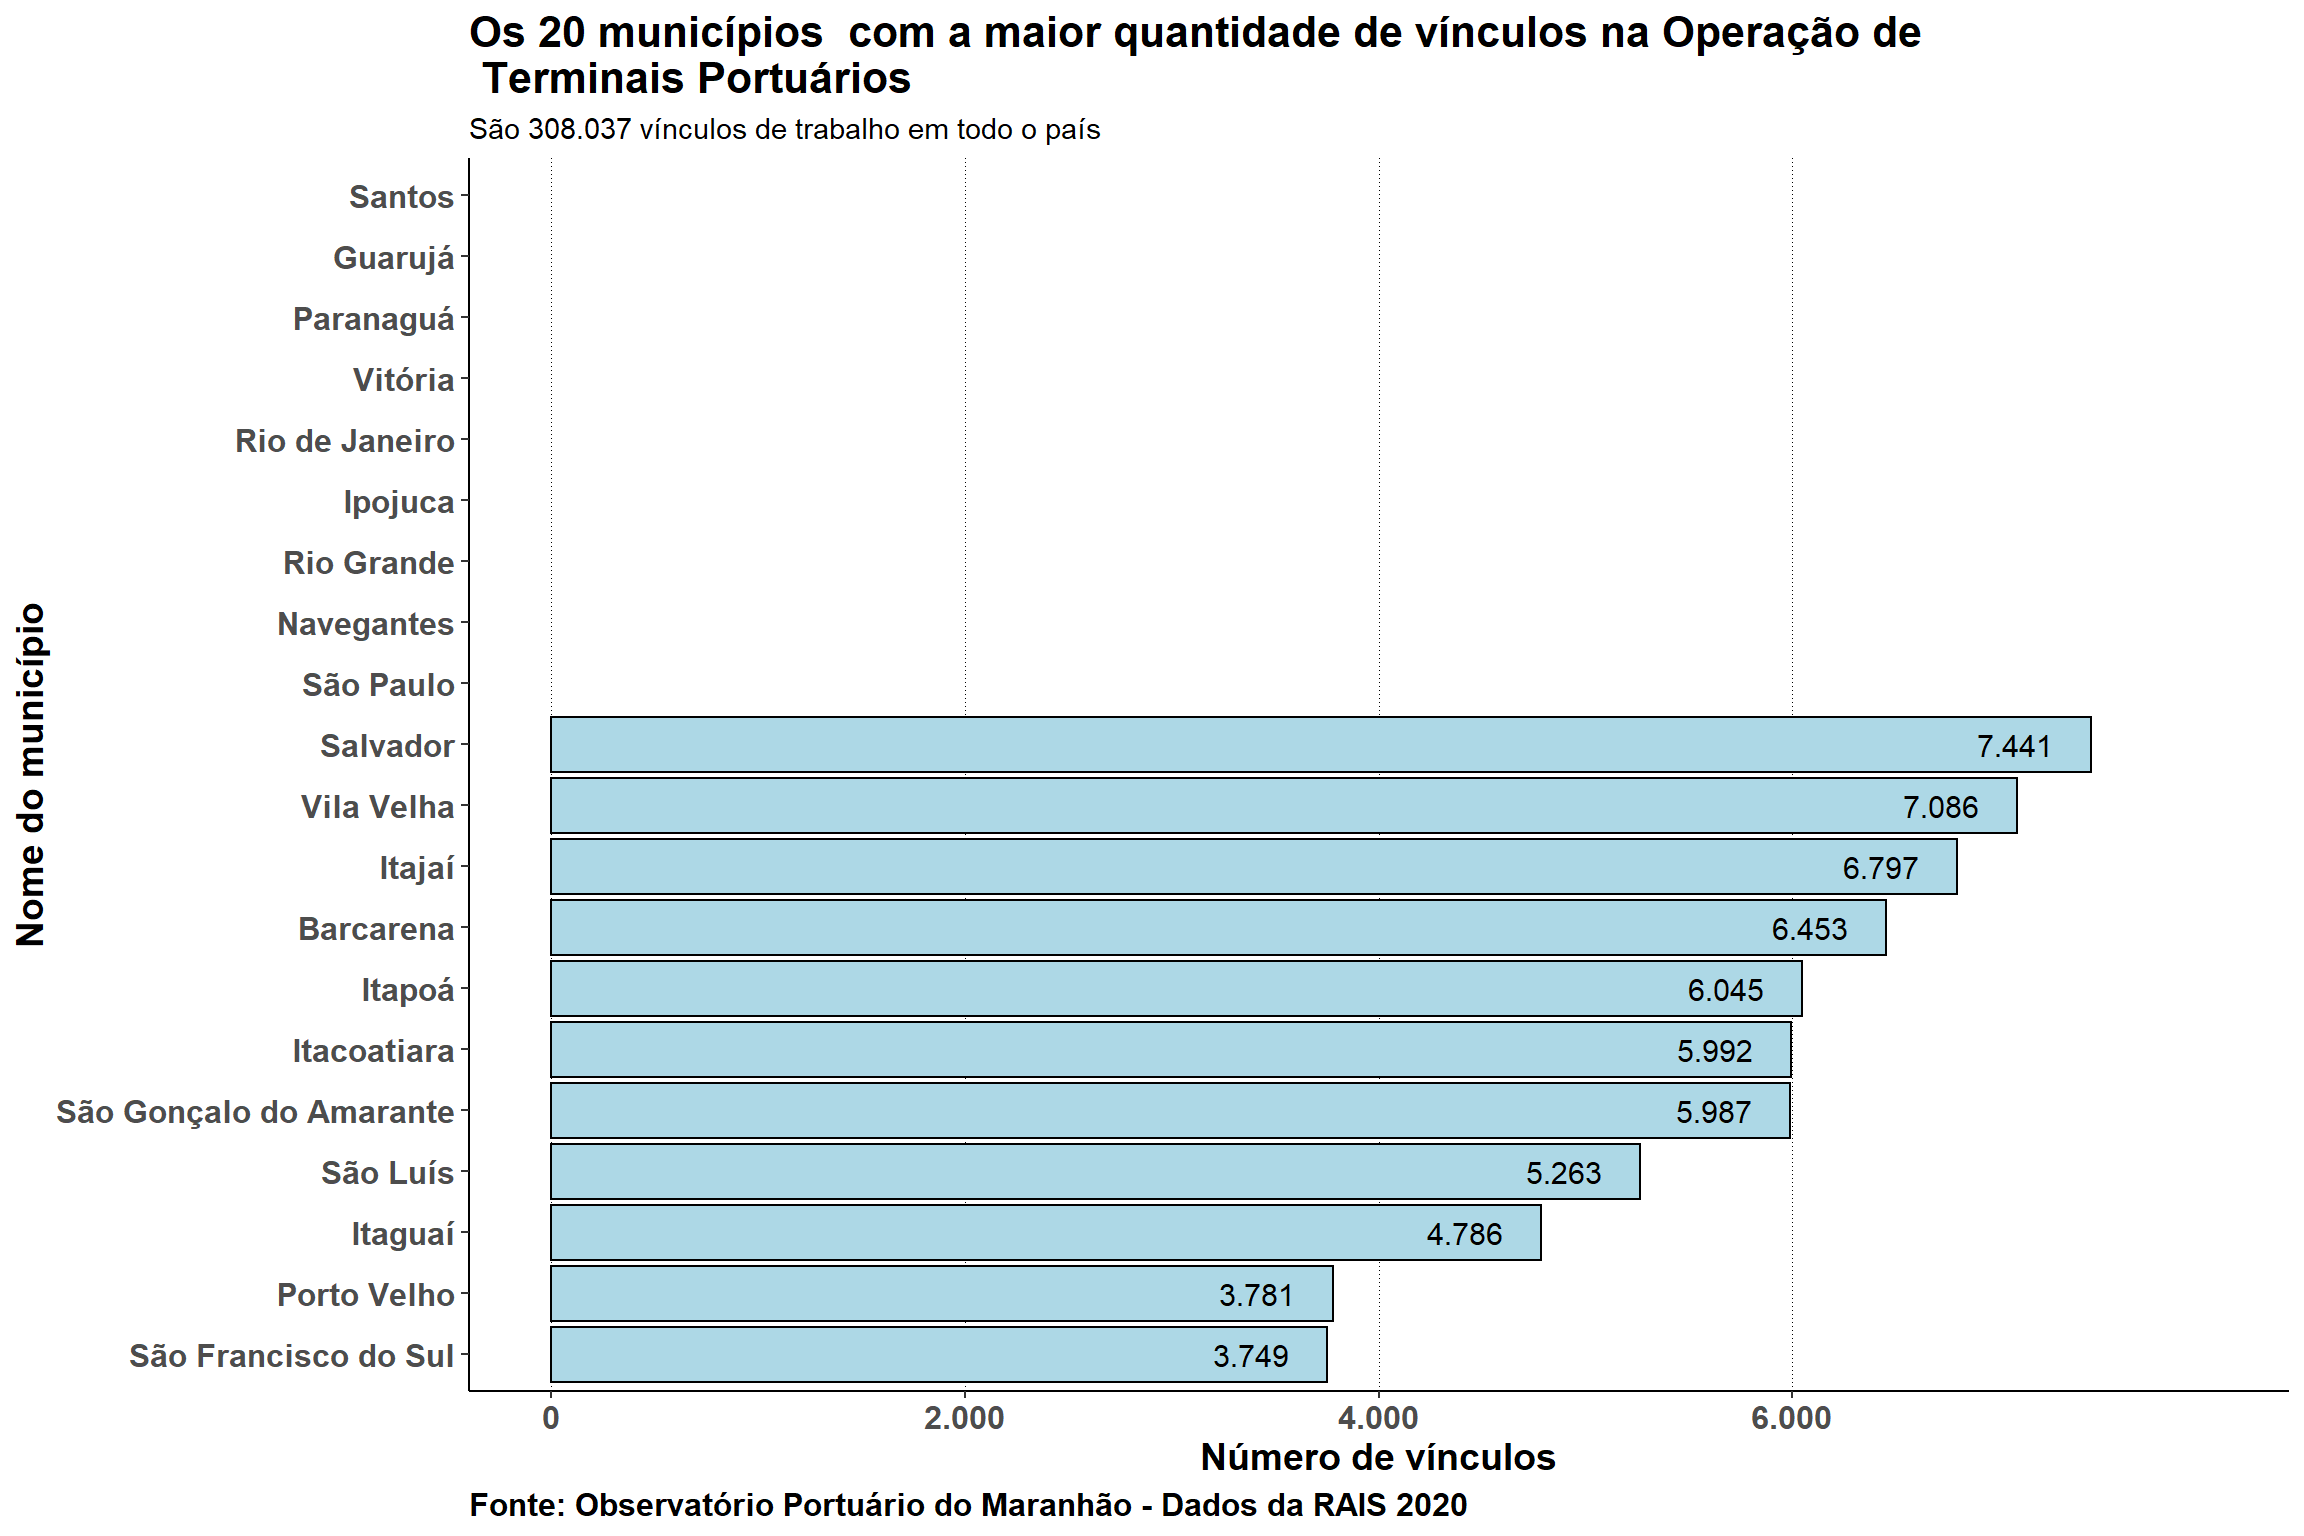 Os 20 municípios  com a maior quantidade de vínculos na Operação de
Terminais Portuários
São 308.037 vínculos de trabalho em todo o país
Nome do município
Santos
Guarujá
Paranaguá
Vitória
Rio de Janeiro
Ipojuca
Rio Grande
Navegantes
São Paulo
Salvador 7.441
Vila Velha 7.086
Itajaí 6.797
Barcarena 6.453
Itapoá 6.045
Itacoatiara 5.992
São Gonçalo do Amarante 5.987
São Luís 5.263
Itaguaí 4.786
Porto Velho 3.781
São Francisco do Sul 3.749
0 2.000 4.000 6.000
Número de vínculos
Fonte: Observatório Portuário do Maranhão - Dados da RAIS 2020